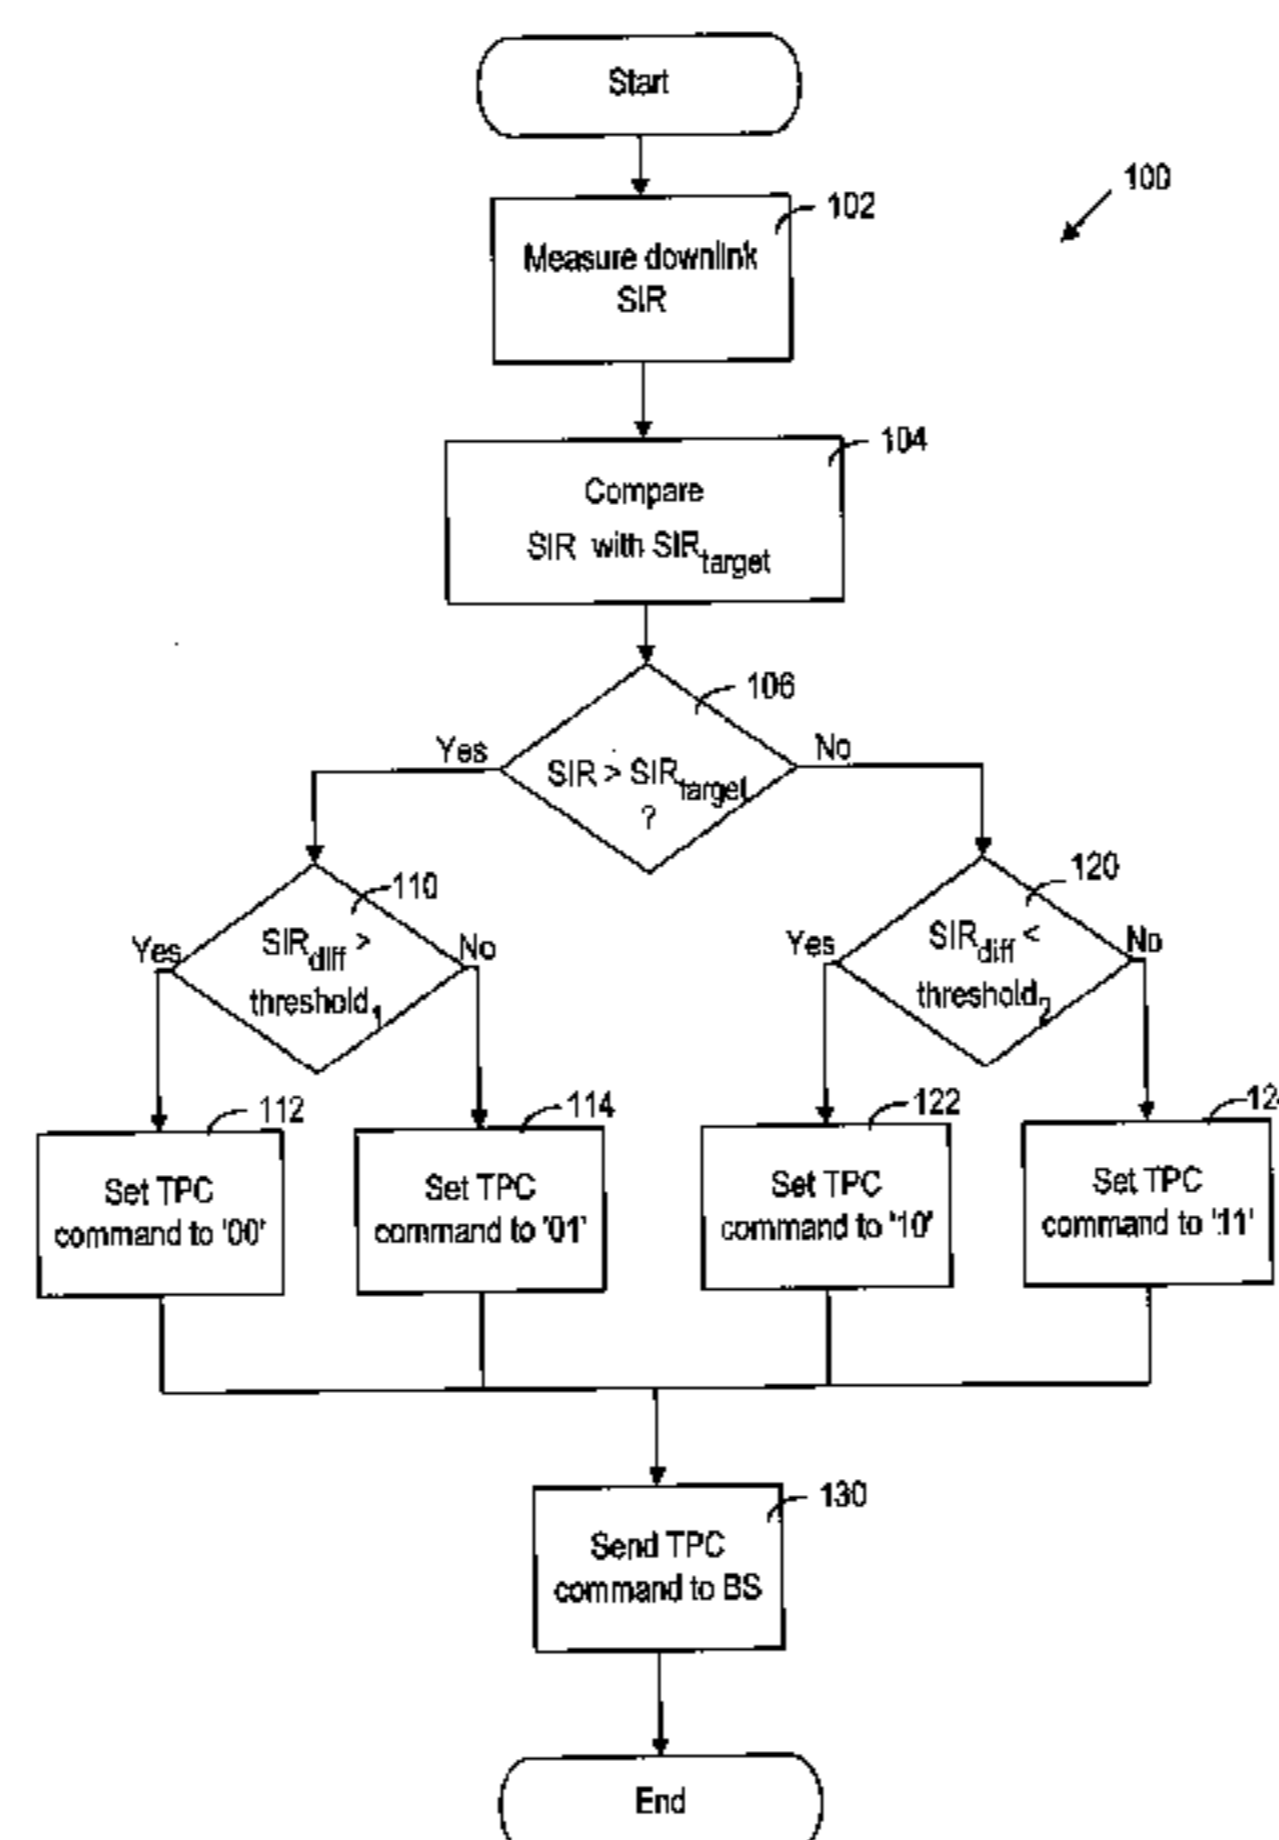 Start
100
102
Measure downlink
SIR
104
Compare
SIR with SIRtarget
106
Yes
No
SIR > SIRtarget
?
110
120
Yes
SIRdiff >
No
threshold1
Yes
SIRdiff <
No
threshold2
112
114
122
Set TPC
command to '00'
Set TPC
command to '01'
Set TPC
command to '10'
Set TPC
command to '11'
130
Send TPC
command to BS
End